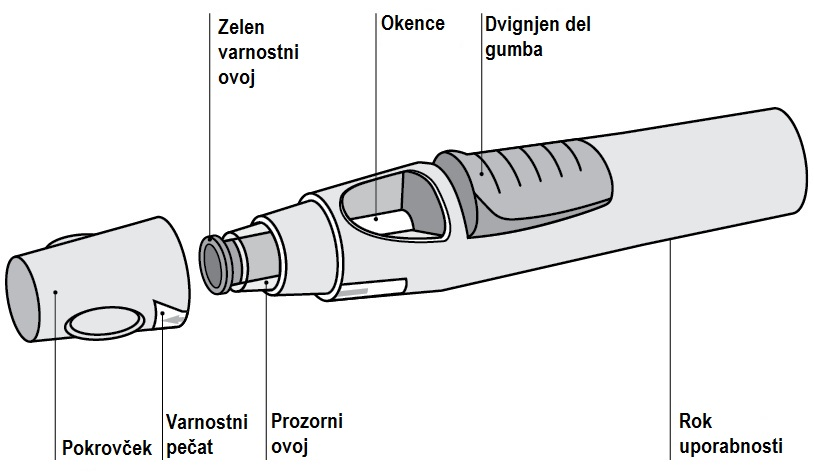 Zelen
varnostni
ovoj
Okence
Dvignjen del
gumba
Pokrovček
Varnostni
pečat
Prozorni
ovoj
Rok
uporabnosti